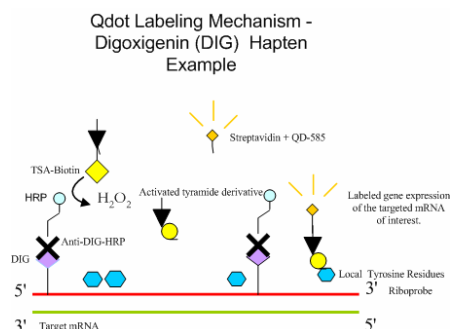 Qdot Labeling Mechanism -
Digoxigenin (DIG) Hapten
Example
Streptavidin + QD-585
TSA-Biotin
HRP
H2O2
Activated tyramide derivative
Labeled gene expression
of the targeted mRNA
of interest.
Anti-DIG-HRP
DIG
Local Tyrosine Residues
5'
3'
Riboprobe
3'
Target mRNA
5'